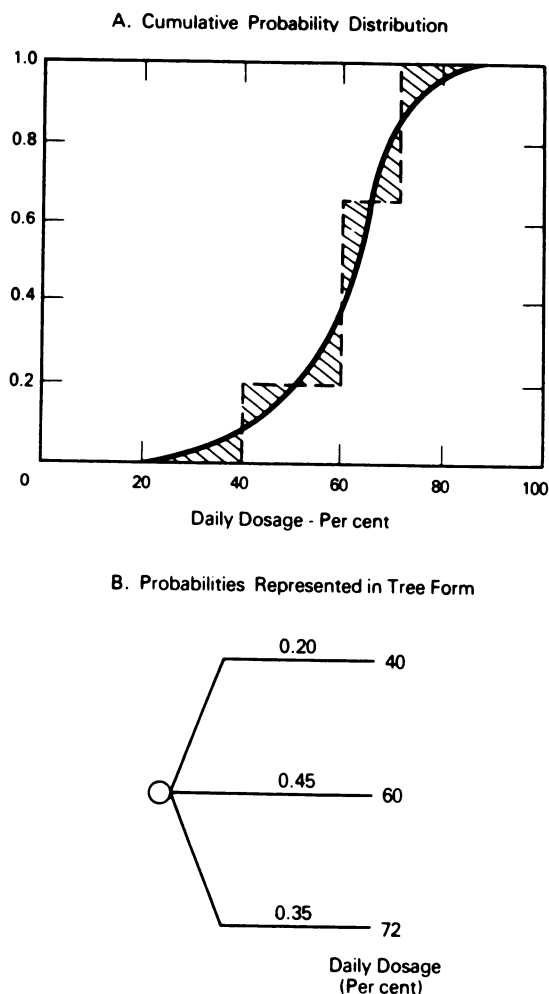 A. Cumulative Probability Distribution
1.0
0.8
0.6
0.4
0.2
0
20 40 60 80 100
Daily Dosage - Per cent
B. Probabilities Represented in Tree Form
0.20
40
0.45
60
0.35
72
Daily Dosage
(Per cent)